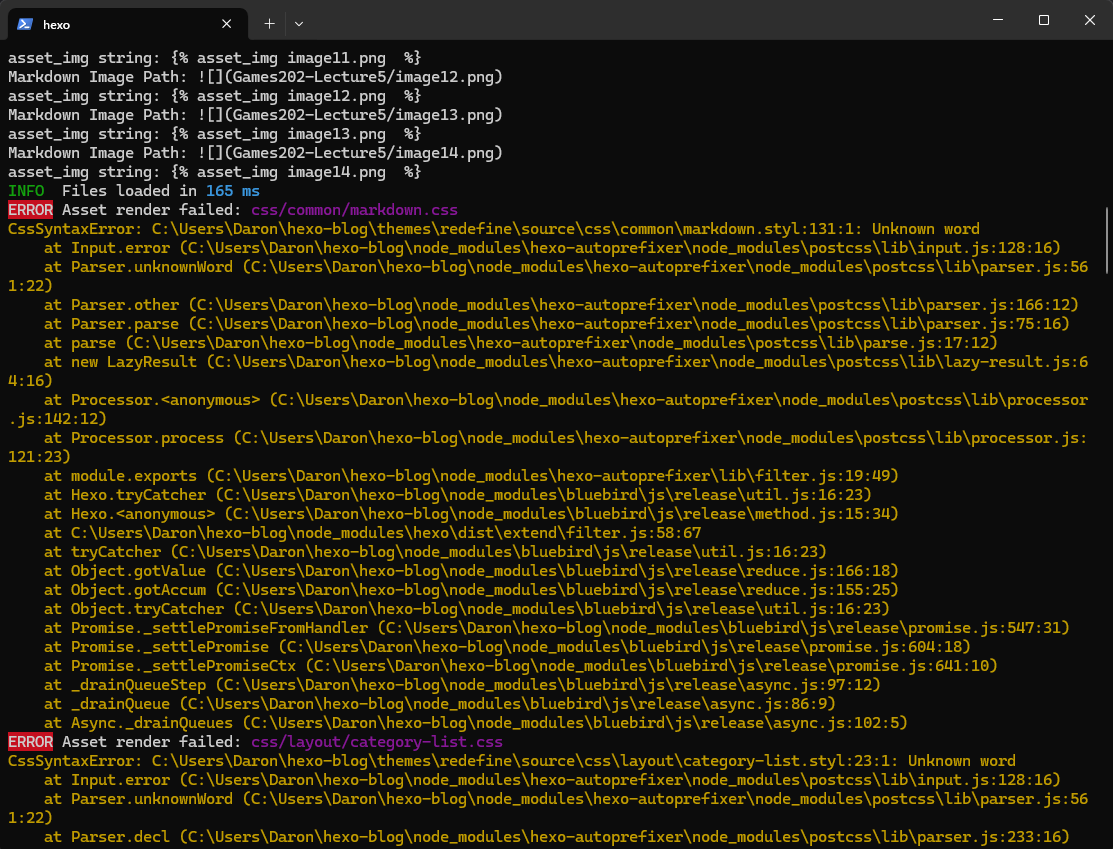 hexo
asset_img string: {% asset_img image11.png  %}
Markdown Image Path: ![](Games202-Lecture5/image12.png)
asset_img string: {% asset_img image12.png  %}
Markdown Image Path: ![](Games202-Lecture5/image13.png)
asset_img string: {% asset_img image13.png  %}
Markdown Image Path: ![](Games202-Lecture5/image14.png)
asset_img string: {% asset_img image14.png  %}
INFO  Files loaded in 165 ms
ERROR Asset render failed: css/common/markdown.css
CssSyntaxError: C:\Users\Daron\hexo-blog\themes\redefine\source\css\common\markdown.styl:131:1: Unknown word
    at Input.error (C:\Users\Daron\hexo-blog\node_modules\hexo-autoprefixer\node_modules\postcss\lib\input.js:128:16)
    at Parser.unknownWord (C:\Users\Daron\hexo-blog\node_modules\hexo-autoprefixer\node_modules\postcss\lib\parser.js:56
1:22)
    at Parser.other (C:\Users\Daron\hexo-blog\node_modules\hexo-autoprefixer\node_modules\postcss\lib\parser.js:166:12)
    at Parser.parse (C:\Users\Daron\hexo-blog\node_modules\hexo-autoprefixer\node_modules\postcss\lib\parser.js:75:16)
    at parse (C:\Users\Daron\hexo-blog\node_modules\hexo-autoprefixer\node_modules\postcss\lib\parse.js:17:12)
    at new LazyResult (C:\Users\Daron\hexo-blog\node_modules\hexo-autoprefixer\node_modules\postcss\lib\lazy-result.js:6
4:16)
    at Processor.<anonymous> (C:\Users\Daron\hexo-blog\node_modules\hexo-autoprefixer\node_modules\postcss\lib\processor
.js:142:12)
    at Processor.process (C:\Users\Daron\hexo-blog\node_modules\hexo-autoprefixer\node_modules\postcss\lib\processor.js:
121:23)
    at module.exports (C:\Users\Daron\hexo-blog\node_modules\hexo-autoprefixer\lib\filter.js:19:49)
    at Hexo.tryCatcher (C:\Users\Daron\hexo-blog\node_modules\bluebird\js\release\util.js:16:23)
    at Hexo.<anonymous> (C:\Users\Daron\hexo-blog\node_modules\bluebird\js\release\method.js:15:34)
    at C:\Users\Daron\hexo-blog\node_modules\hexo\dist\extend\filter.js:58:67
    at tryCatcher (C:\Users\Daron\hexo-blog\node_modules\bluebird\js\release\util.js:16:23)
    at Object.gotValue (C:\Users\Daron\hexo-blog\node_modules\bluebird\js\release\reduce.js:166:18)
    at Object.gotAccum (C:\Users\Daron\hexo-blog\node_modules\bluebird\js\release\reduce.js:155:25)
    at Object.tryCatcher (C:\Users\Daron\hexo-blog\node_modules\bluebird\js\release\util.js:16:23)
    at Promise._settlePromiseFromHandler (C:\Users\Daron\hexo-blog\node_modules\bluebird\js\release\promise.js:547:31)
    at Promise._settlePromise (C:\Users\Daron\hexo-blog\node_modules\bluebird\js\release\promise.js:604:18)
    at Promise._settlePromiseCtx (C:\Users\Daron\hexo-blog\node_modules\bluebird\js\release\promise.js:641:10)
    at _drainQueueStep (C:\Users\Daron\hexo-blog\node_modules\bluebird\js\release\async.js:97:12)
    at _drainQueue (C:\Users\Daron\hexo-blog\node_modules\bluebird\js\release\async.js:86:9)
    at Async._drainQueues (C:\Users\Daron\hexo-blog\node_modules\bluebird\js\release\async.js:102:5)
ERROR Asset render failed: css/layout/category-list.css
CssSyntaxError: C:\Users\Daron\hexo-blog\themes\redefine\source\css\layout\category-list.styl:23:1: Unknown word
    at Input.error (C:\Users\Daron\hexo-blog\node_modules\hexo-autoprefixer\node_modules\postcss\lib\input.js:128:16)
    at Parser.unknownWord (C:\Users\Daron\hexo-blog\node_modules\hexo-autoprefixer\node_modules\postcss\lib\parser.js:56
1:22)
    at Parser.decl (C:\Users\Daron\hexo-blog\node_modules\hexo-autoprefixer\node_modules\postcss\lib\parser.js:233:16)